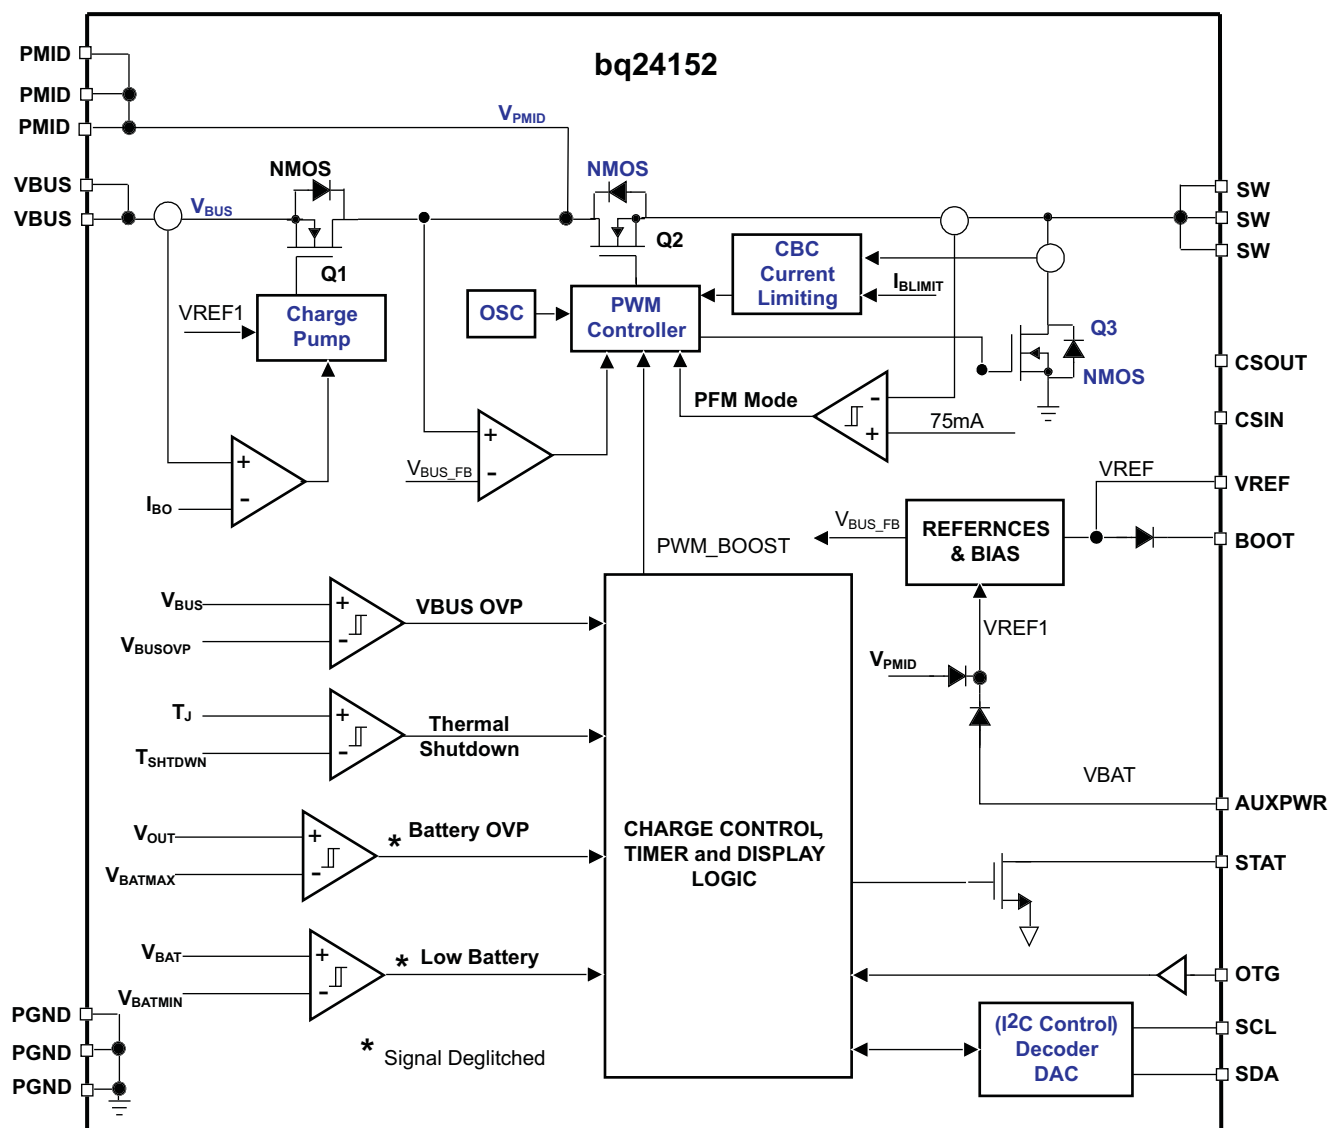 bq24152
PMID
PMID
PMID
VBUS
VBUS
VPMID
NMOS
VBUS
Q1
NMOS
Q2
SW
SW
SW
VREF1
Charge
Pump
OSC
PWM
Controller
CBC
Current
Limiting
IBLIMIT
Q3
NMOS
CSOUT
CSIN
PFM Mode
-
+
75mA
+
-
IBO
+
-
VBUS_FB
VREF
VREF
BOOT
VBUS_FB
REFERNCES
& BIAS
PWM_BOOST
VREF1
VPMID
VBAT
AUXPWR
VBUS
VBUSOVP
+
-
VBUS OVP
TJ
TSHTDWN
+
-
Thermal
Shutdown
VOUT
VBATMAX
+
-
* Battery OVP
VBAT
VBATMIN
+
-
* Low Battery
CHARGE CONTROL,
TIMER and DISPLAY
LOGIC
STAT
OTG
(I2C Control)
Decoder
DAC
SCL
SDA
PGND
PGND
PGND
* Signal Deglitched